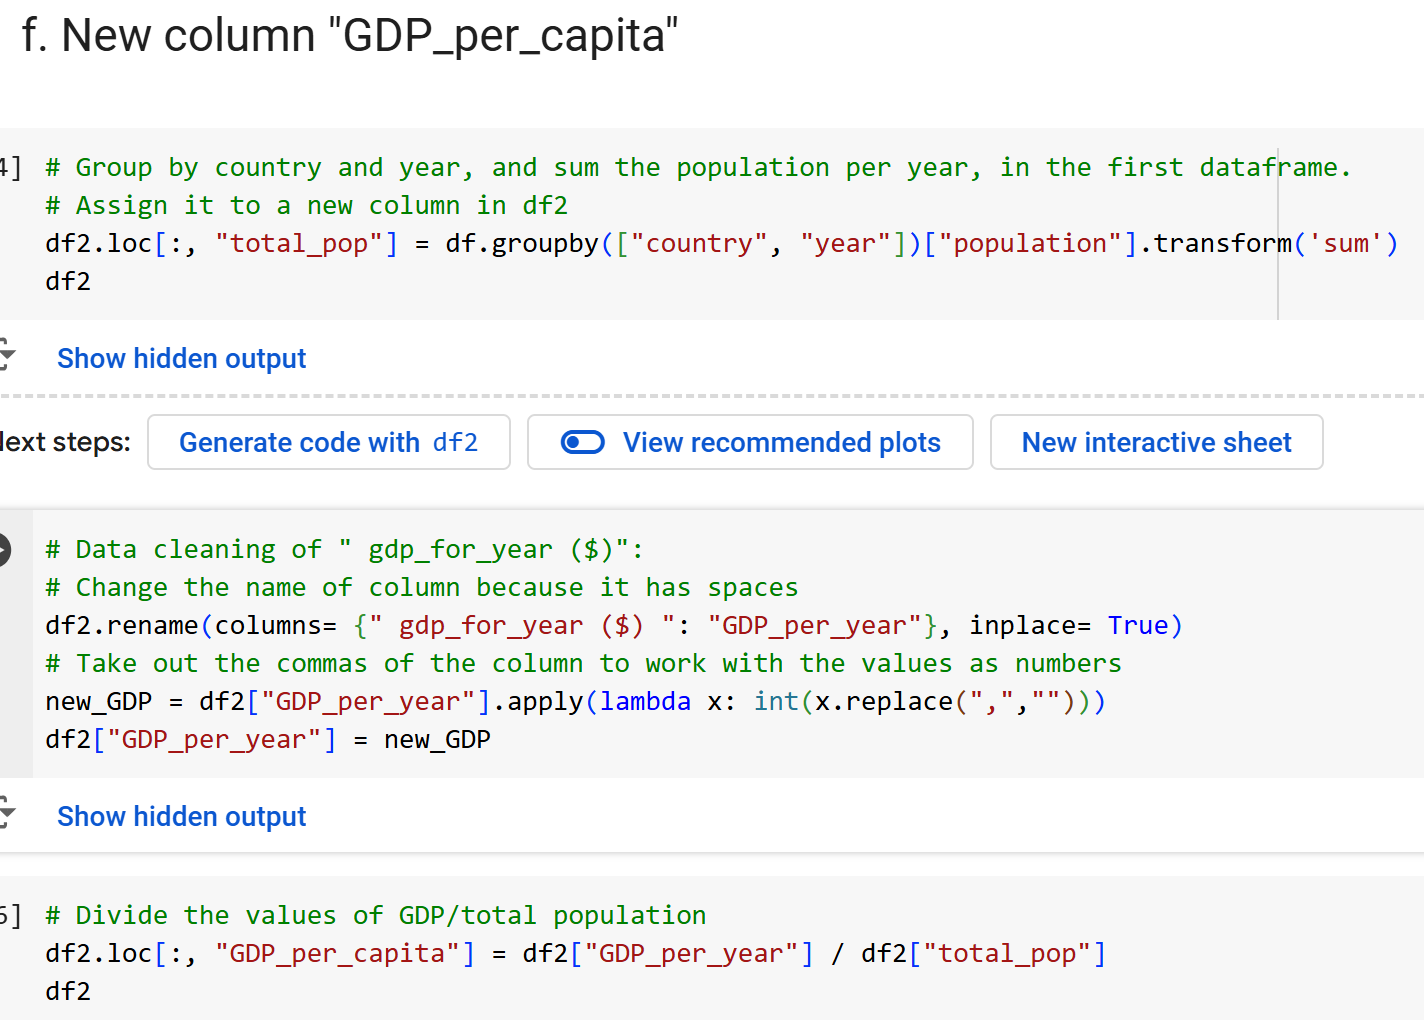 f. New column "GDP_per_capita"
4] # Group by country and year, and sum the population per year, in the first dataframe.
# Assign it to a new column in df2
df2.loc[:, "total_pop"] = df.groupby(["country", "year"])["population"].transform('sum')
df2
Show hidden output
ext steps: Generate code with df2 View recommended plots New interactive sheet
# Data cleaning of " gdp_for_year ($)":
# Change the name of column because it has spaces
df2.rename(columns= {" gdp_for_year ($) ": "GDP_per_year"}, inplace= True)
# Take out the commas of the column to work with the values as numbers
new_GDP = df2["GDP_per_year"].apply(lambda x: int(x.replace(",","")))
df2["GDP_per_year"] = new_GDP
Show hidden output
6] # Divide the values of GDP/total population
df2.loc[:, "GDP_per_capita"] = df2["GDP_per_year"] / df2["total_pop"]
df2